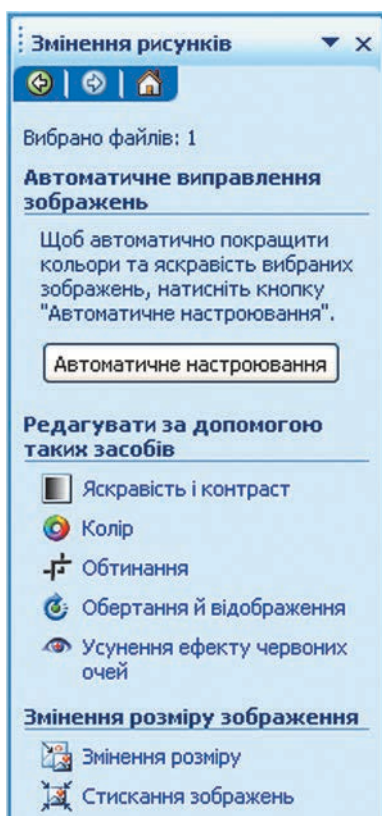 Змінення рисунків
Вибрано файлів: 1
Автоматичне виправлення
зображень
Щоб автоматично покращити
кольори та яскравість вибраних
зображень, натисніть кнопку
"Автоматичне настроювання".
Автоматичне настроювання
Редагувати за допомогою
таких засобів
Яскравість і контраст
Колір
Обтинання
Обертання й відображення
Усунення ефекту червоних
очей
Змінення розміру зображення
Змінення розміру
Стискання зображень